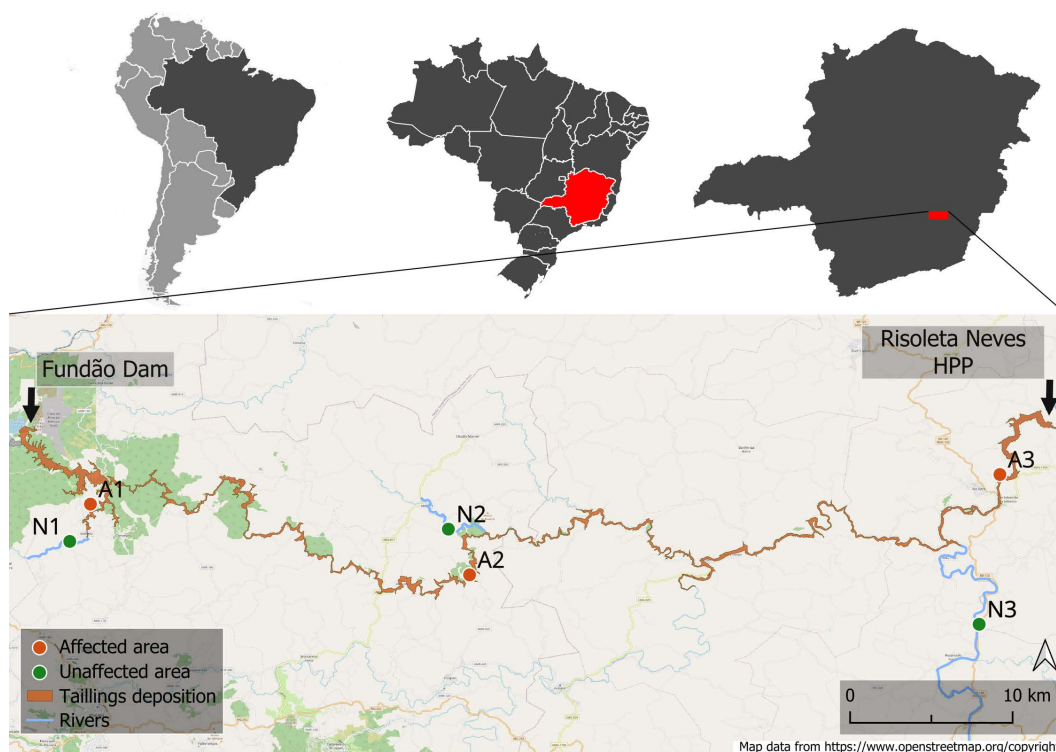 Fundão Dam
Risoleta Neves
HPP
A1
N1
N2
A2
A3
N3
Affected area
Unaffected area
Taillings deposition
Rivers
0
10 km
Map data from https://www.openstreetmap.org/copyrigh